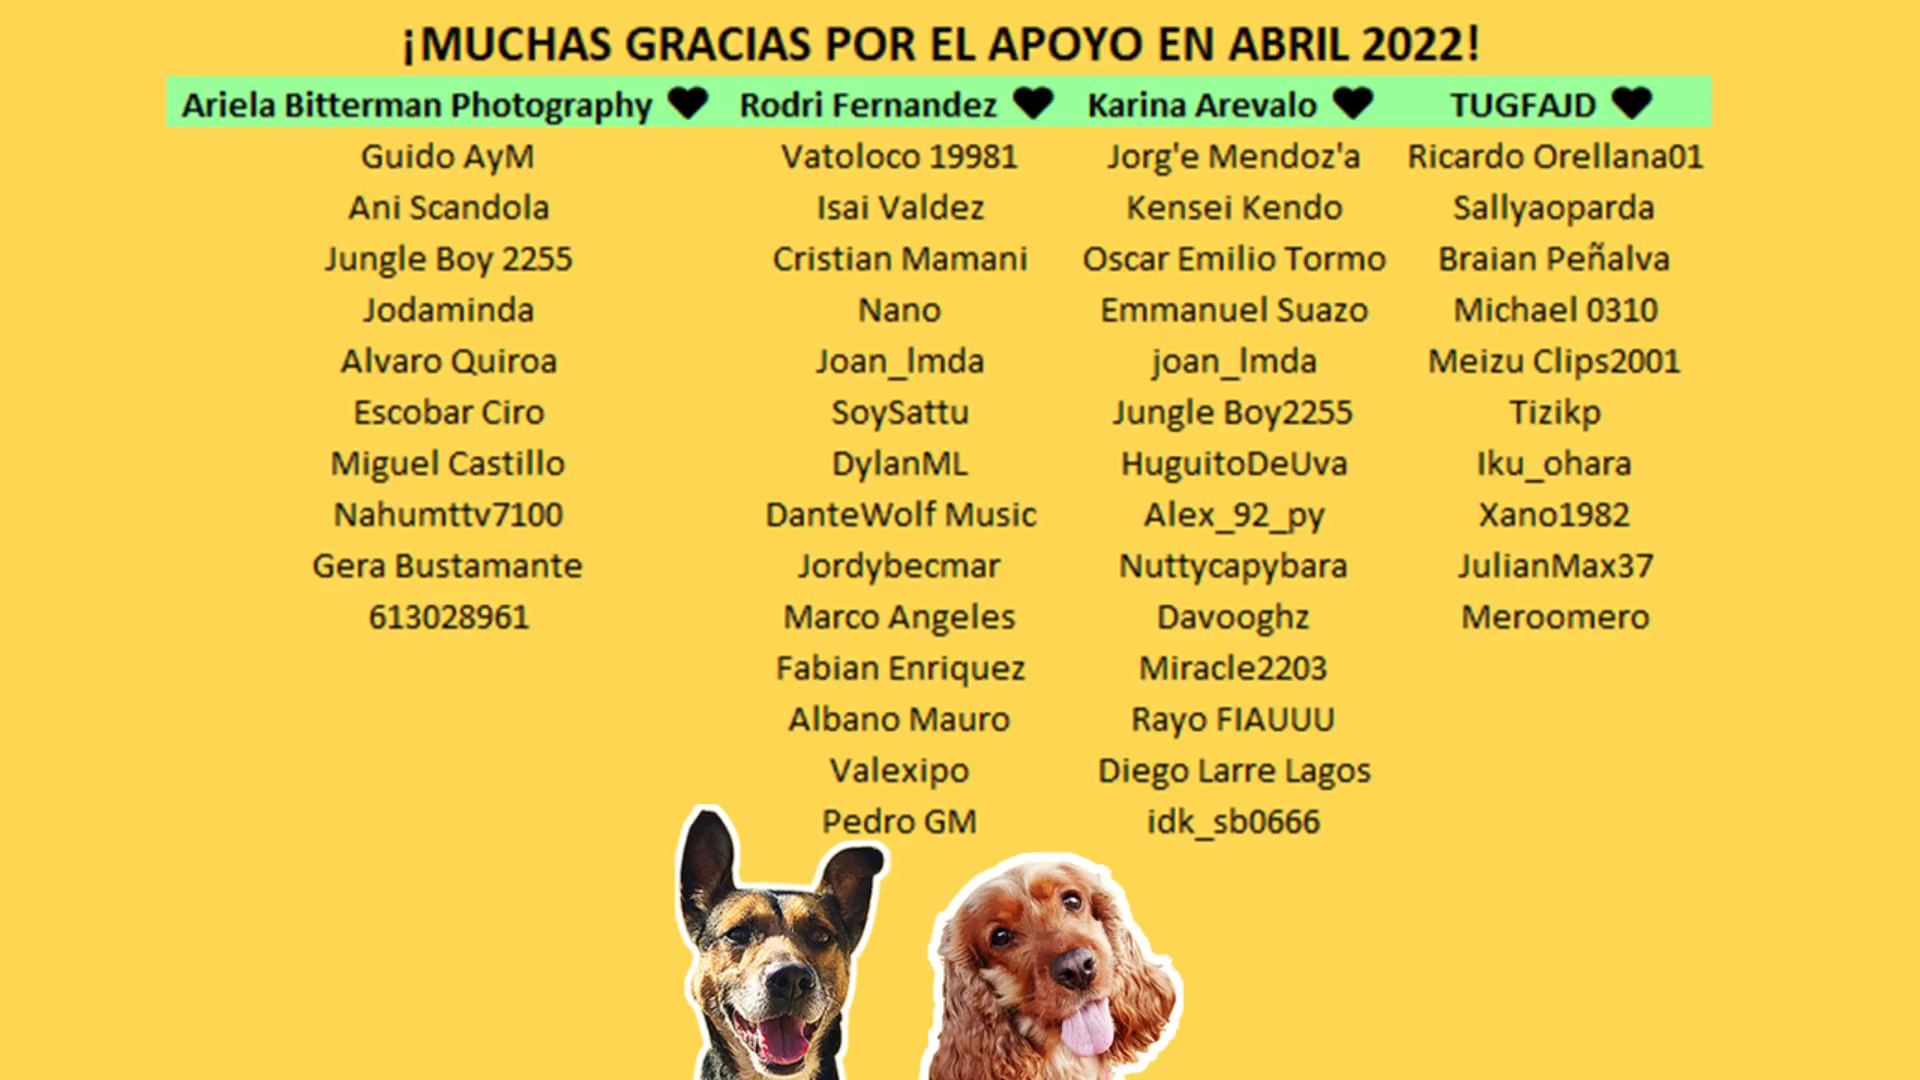 ¡MUCHAS GRACIAS POR EL APOYO EN ABRIL 2022!
Ariela Bitterman Photography ♥ Rodri Fernandez ♥ Karina Arevalo ♥ TUGFAJD ♥
Guido AyM Vatoloco 19981 Jorg'e Mendoz'a Ricardo Orellana01
Ani Scandola Isai Valdez Kensei Kendo Sallyaoparda
Jungle Boy 2255 Cristian Mamani Oscar Emilio Tormo Braian Peñalva
Jodaminda Nano Emmanuel Suazo Michael 0310
Alvaro Quiroa Joan_lmda joan_lmda Meizu Clips2001
Escobar Ciro SoySattu Jungle Boy2255 Tizikp
Miguel Castillo DylanML HuguitoDeUva Iku_ohara
Nahumttv7100 DanteWolf Music Alex_92_py Xano1982
Gera Bustamante Jordybecmar Nuttycapybara JulianMax37
613028961 Marco Angeles Davooghz Meroomero
Fabian Enriquez Miracle2203
Albano Mauro Rayo FIAUUU
Valexipo Diego Larre Lagos
Pedro GM idk_sb0666